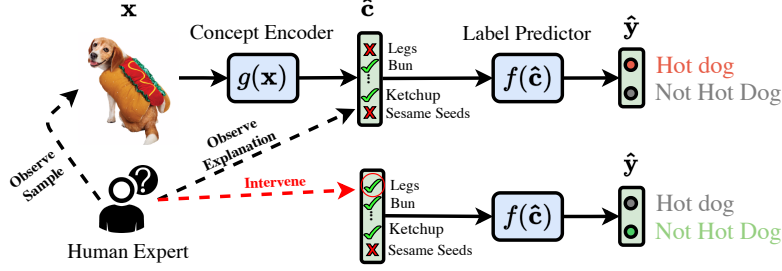 x
Concept Encoder
g(x)
ĉ
Legs
Bun
Ketchup
Sesame Seeds
Label Predictor
f(ĉ)
ŷ
Hot dog
Not Hot Dog
Observe
Sample
Observe
Explanation
Human Expert
?
Intervene
Legs
Bun
Ketchup
Sesame Seeds
f(ĉ)
ŷ
Hot dog
Not Hot Dog